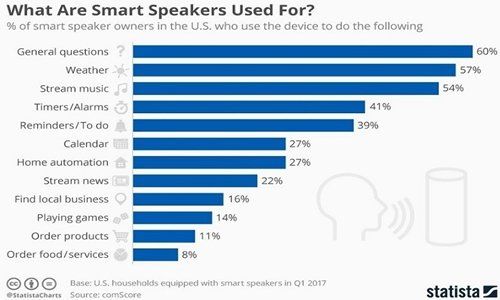 What Are Smart Speakers Used For?
% of smart speaker owners in the U.S. who use the device to do the following
General questions 60%
Weather 57%
Stream music 54%
Timers/Alarms 41%
Reminders/To do 39%
Calendar 27%
Home automation 27%
Stream news 22%
Find local business 16%
Playing games 14%
Order products 11%
Order food/services 8%
Base: U.S. households equipped with smart speakers in Q1 2017
@StatistaCharts Source: comScore
statista